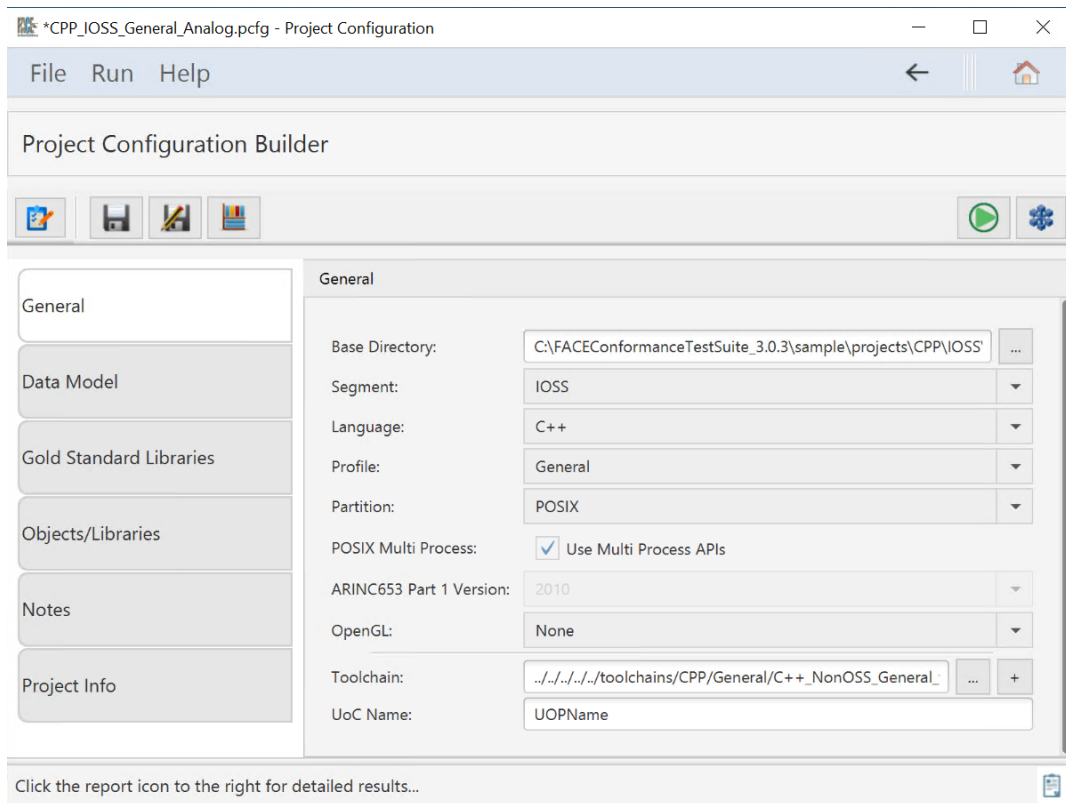 *CPP_IOSS_General_Analog.pcfg - Project Configuration
File Run Help
Project Configuration Builder
General
Data Model
Gold Standard Libraries
Objects/Libraries
Notes
Project Info
General
Base Directory: C:\FACEConformanceTestSuite_3.0.3\sample\projects\CPP\IOSS\ ...
Segment: IOSS
Language: C++
Profile: General
Partition: POSIX
POSIX Multi Process: Use Multi Process APIs
ARINC653 Part 1 Version: 2010
OpenGL: None
Toolchain: ../../../../../toolchains/CPP/General/C++_NonOSS_General_ ... +
UoC Name: UOPName
Click the report icon to the right for detailed results...